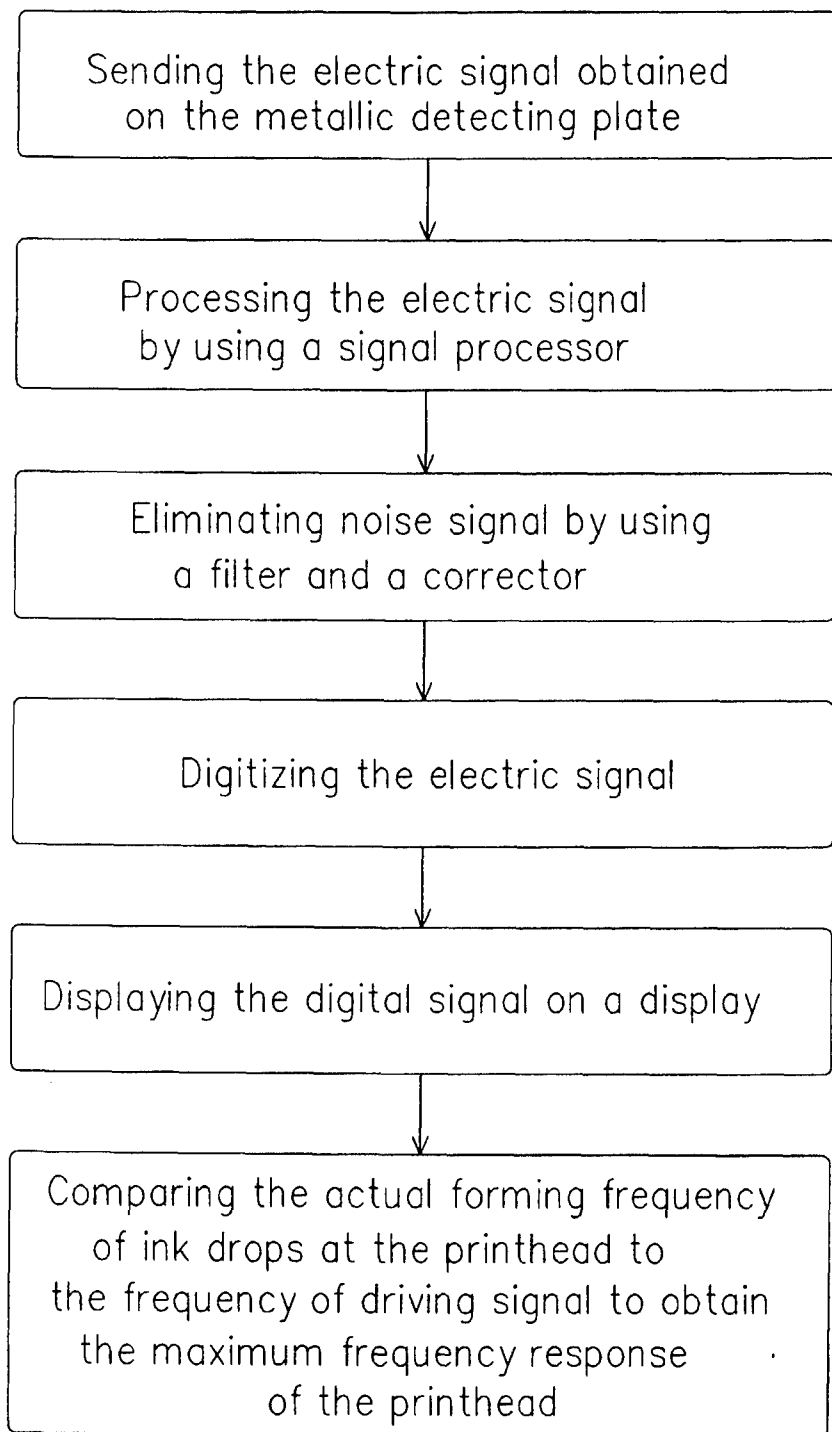 Sending the electric signal obtained
on the metallic detecting plate
Processing the electric signal
by using a signal processor
Eliminating noise signal by using
a filter and a corrector
Digitizing the electric signal
Displaying the digital signal on a display
Comparing the actual forming frequency
of ink drops at the printhead to
the frequency of driving signal to obtain
the maximum frequency response
of the printhead